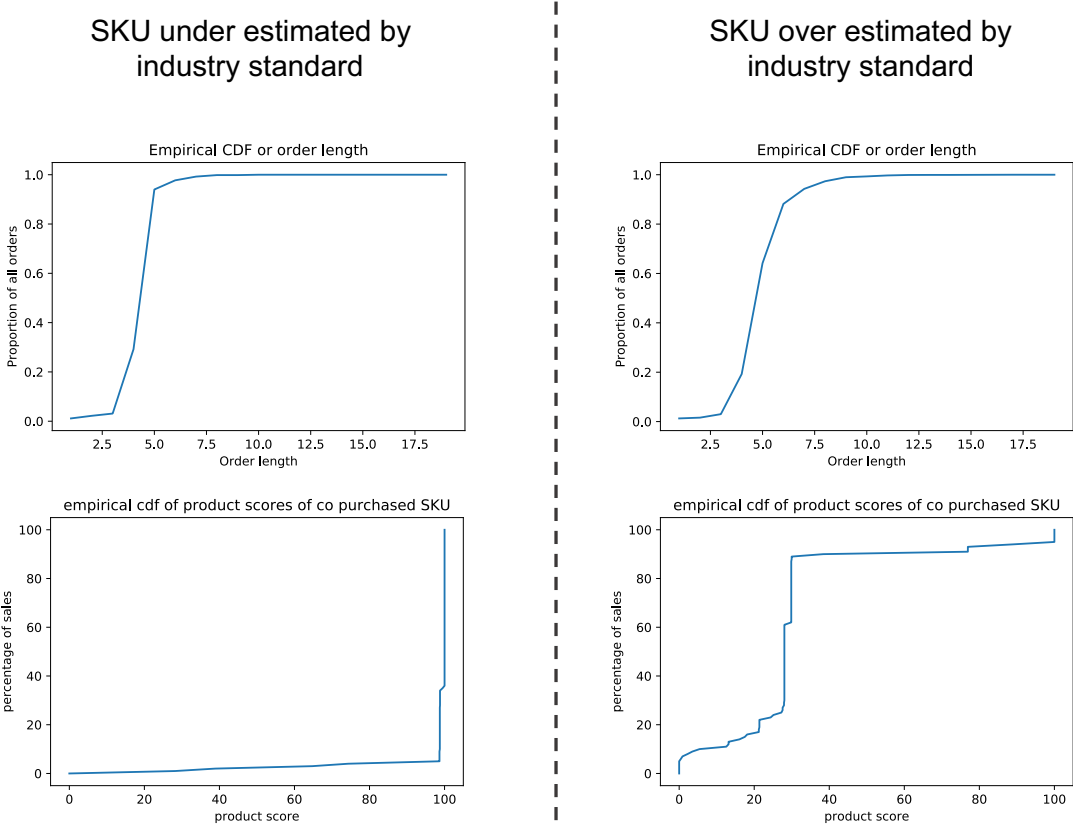 SKU under estimated by
industry standard
SKU over estimated by
industry standard
Empirical CDF or order length
1.0
0.8
0.6
0.4
0.2
0.0
Proportion of all orders
2.5 5.0 7.5 10.0 12.5 15.0 17.5
Order length
Empirical CDF or order length
1.0
0.8
0.6
0.4
0.2
0.0
Proportion of all orders
2.5 5.0 7.5 10.0 12.5 15.0 17.5
Order length
empirical cdf of product scores of co purchased SKU
100
80
60
40
20
0
percentage of sales
0 20 40 60 80 100
product score
empirical cdf of product scores of co purchased SKU
100
80
60
40
20
0
percentage of sales
0 20 40 60 80 100
product score